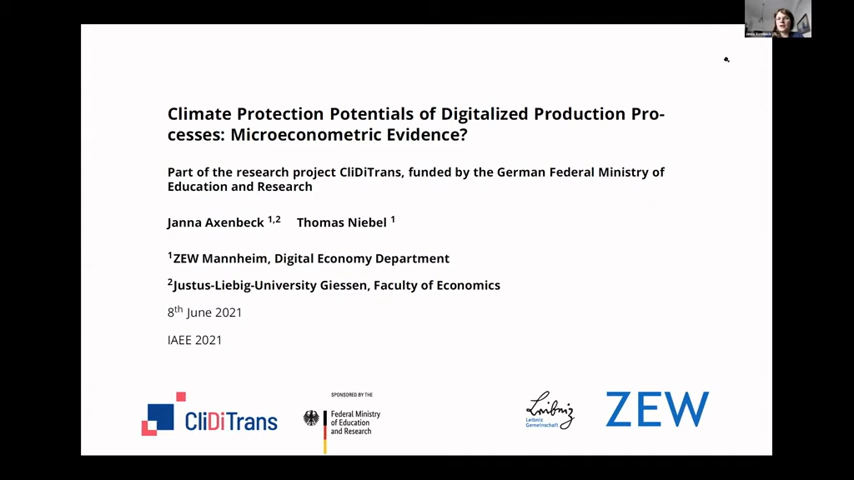 Climate Protection Potentials of Digitalized Production Pro-
cesses: Microeconometric Evidence?
Part of the research project CliDiTrans, funded by the German Federal Ministry of
Education and Research
Janna Axenbeck 1,2 Thomas Niebel 1
1ZEW Mannheim, Digital Economy Department
2Justus-Liebig-University Giessen, Faculty of Economics
8th June 2021
IAEE 2021
CliDiTrans
SPONSORED BY THE
Federal Ministry
of Education
and Research
Leibniz
Leibniz
Gemeinschaft
ZEW